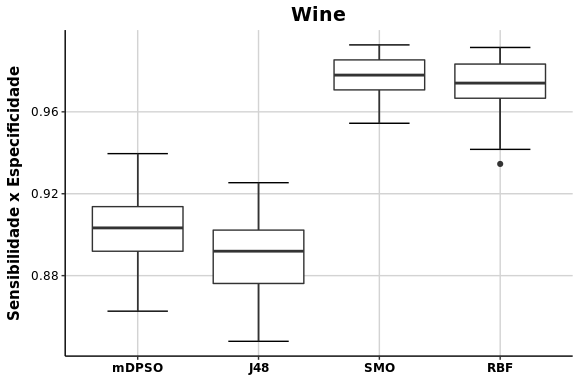 Wine
Sensibilidade x Especificidade
0.96
0.92
0.88
mDPSO J48 SMO RBF